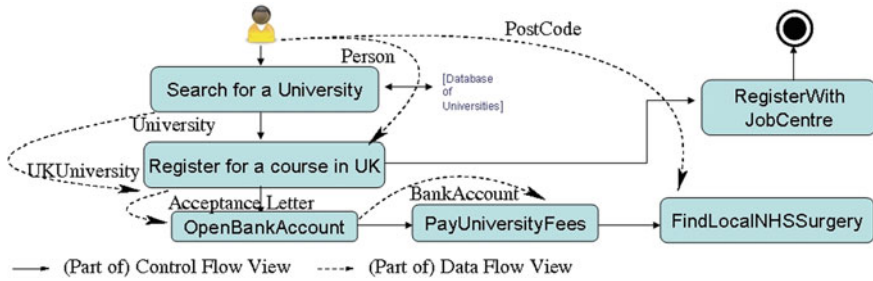 PostCode
Person
Search for a University
[Database
of
Universities]
RegisterWith
JobCentre
University
UKUniversity
Register for a course in UK
Acceptance Letter
BankAccount
OpenBankAccount
PayUniversityFees
FindLocalNHSSurgery
(Part of) Control Flow View
(Part of) Data Flow View